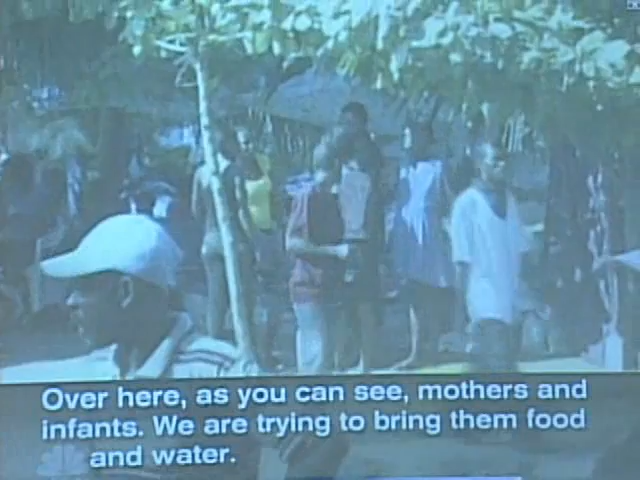 Over here, as you can see, mothers and
infants. We are trying to bring them food
and water.